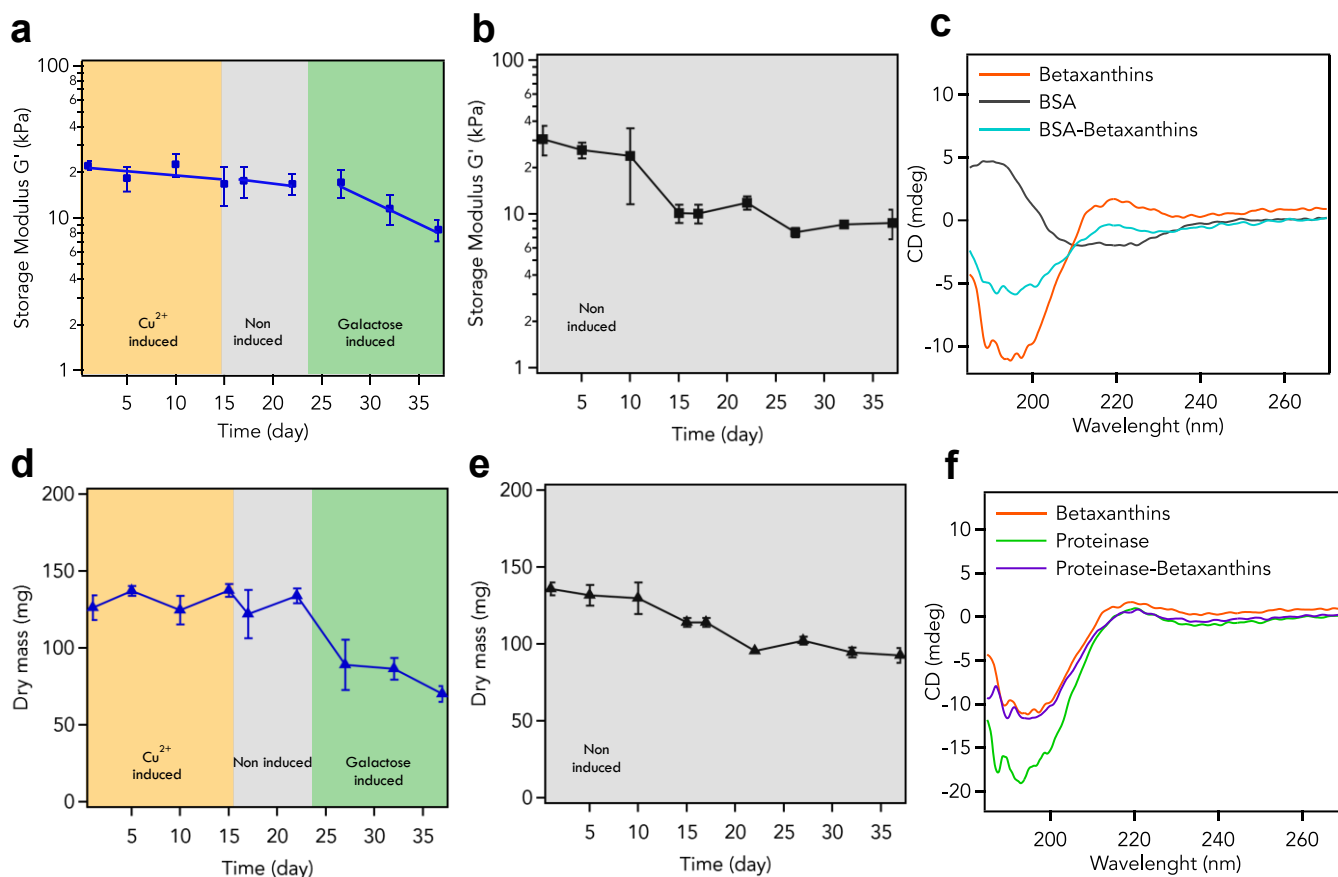 a
Storage Modulus G' (kPa)
100
8
6
4
2
10
8
6
4
2
1
Cu2+
induced
Non
induced
Galactose
induced
5 10 15 20 25 30 35
Time (day)
b
Storage Modulus G' (kPa)
100
8
6
4
2
10
8
6
4
2
1
Non
induced
5 10 15 20 25 30 35
Time (day)
c
CD (mdeg)
10
5
0
-5
-10
Betaxanthins
BSA
BSA-Betaxanthins
200 220 240 260
Wavelenght (nm)
d
Dry mass (mg)
200
150
100
50
0
Cu2+
induced
Non induced
Galactose
induced
5 10 15 20 25 30 35
Time (day)
e
Dry mass (mg)
200
150
100
50
0
Non
induced
5 10 15 20 25 30 35
Time (day)
f
CD (mdeg)
10
5
0
-5
-10
-15
-20
Betaxanthins
Proteinase
Proteinase-Betaxanthins
200 220 240 260
Wavelenght (nm)